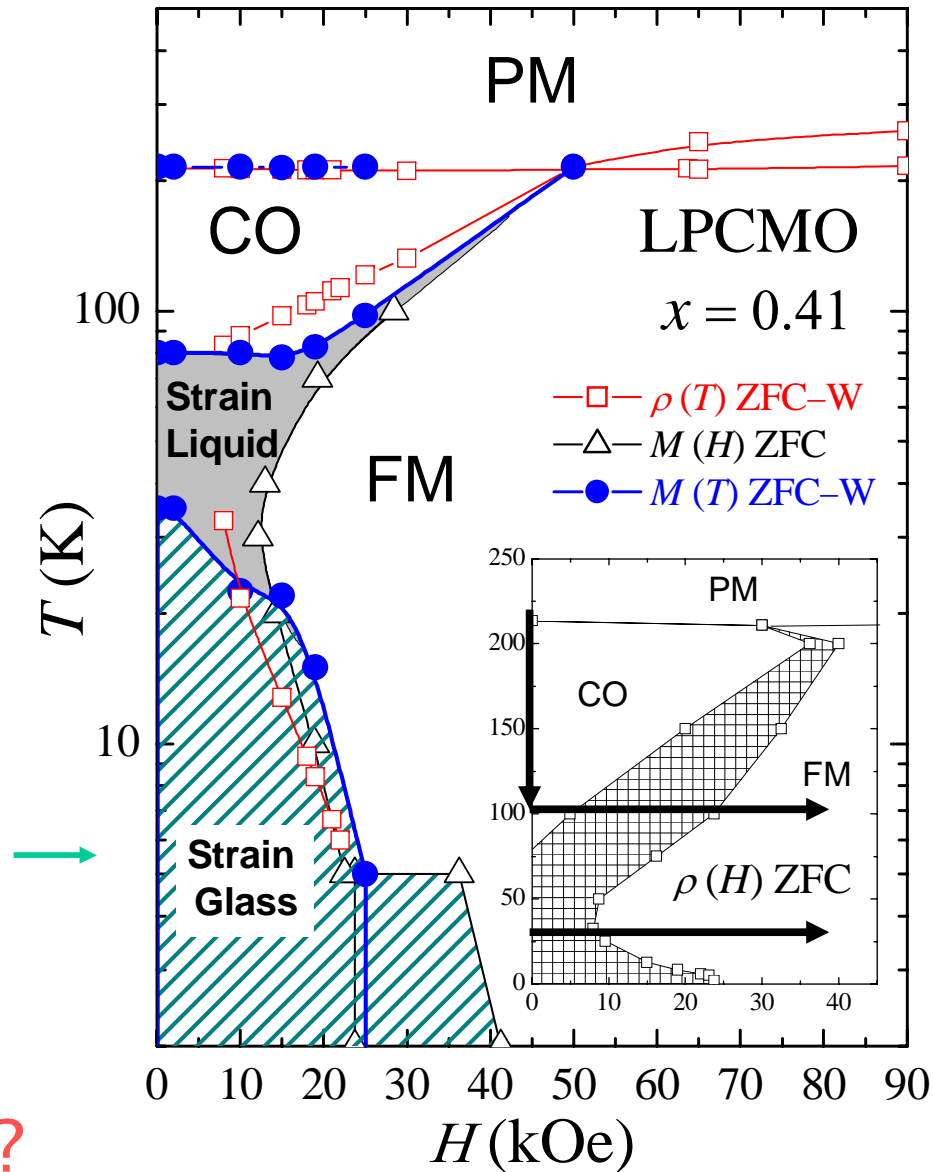 PM
CO
LPCMO
x = 0.41
100
Strain
Liquid
ρ (T) ZFC–W
M (H) ZFC
M (T) ZFC–W
FM
T (K)
10
Strain
Glass
250
200
150
100
50
0
PM
CO
FM
ρ (H) ZFC
0 10 20 30 40
0 10 20 30 40 50 60 70 80 90
H (kOe)
?